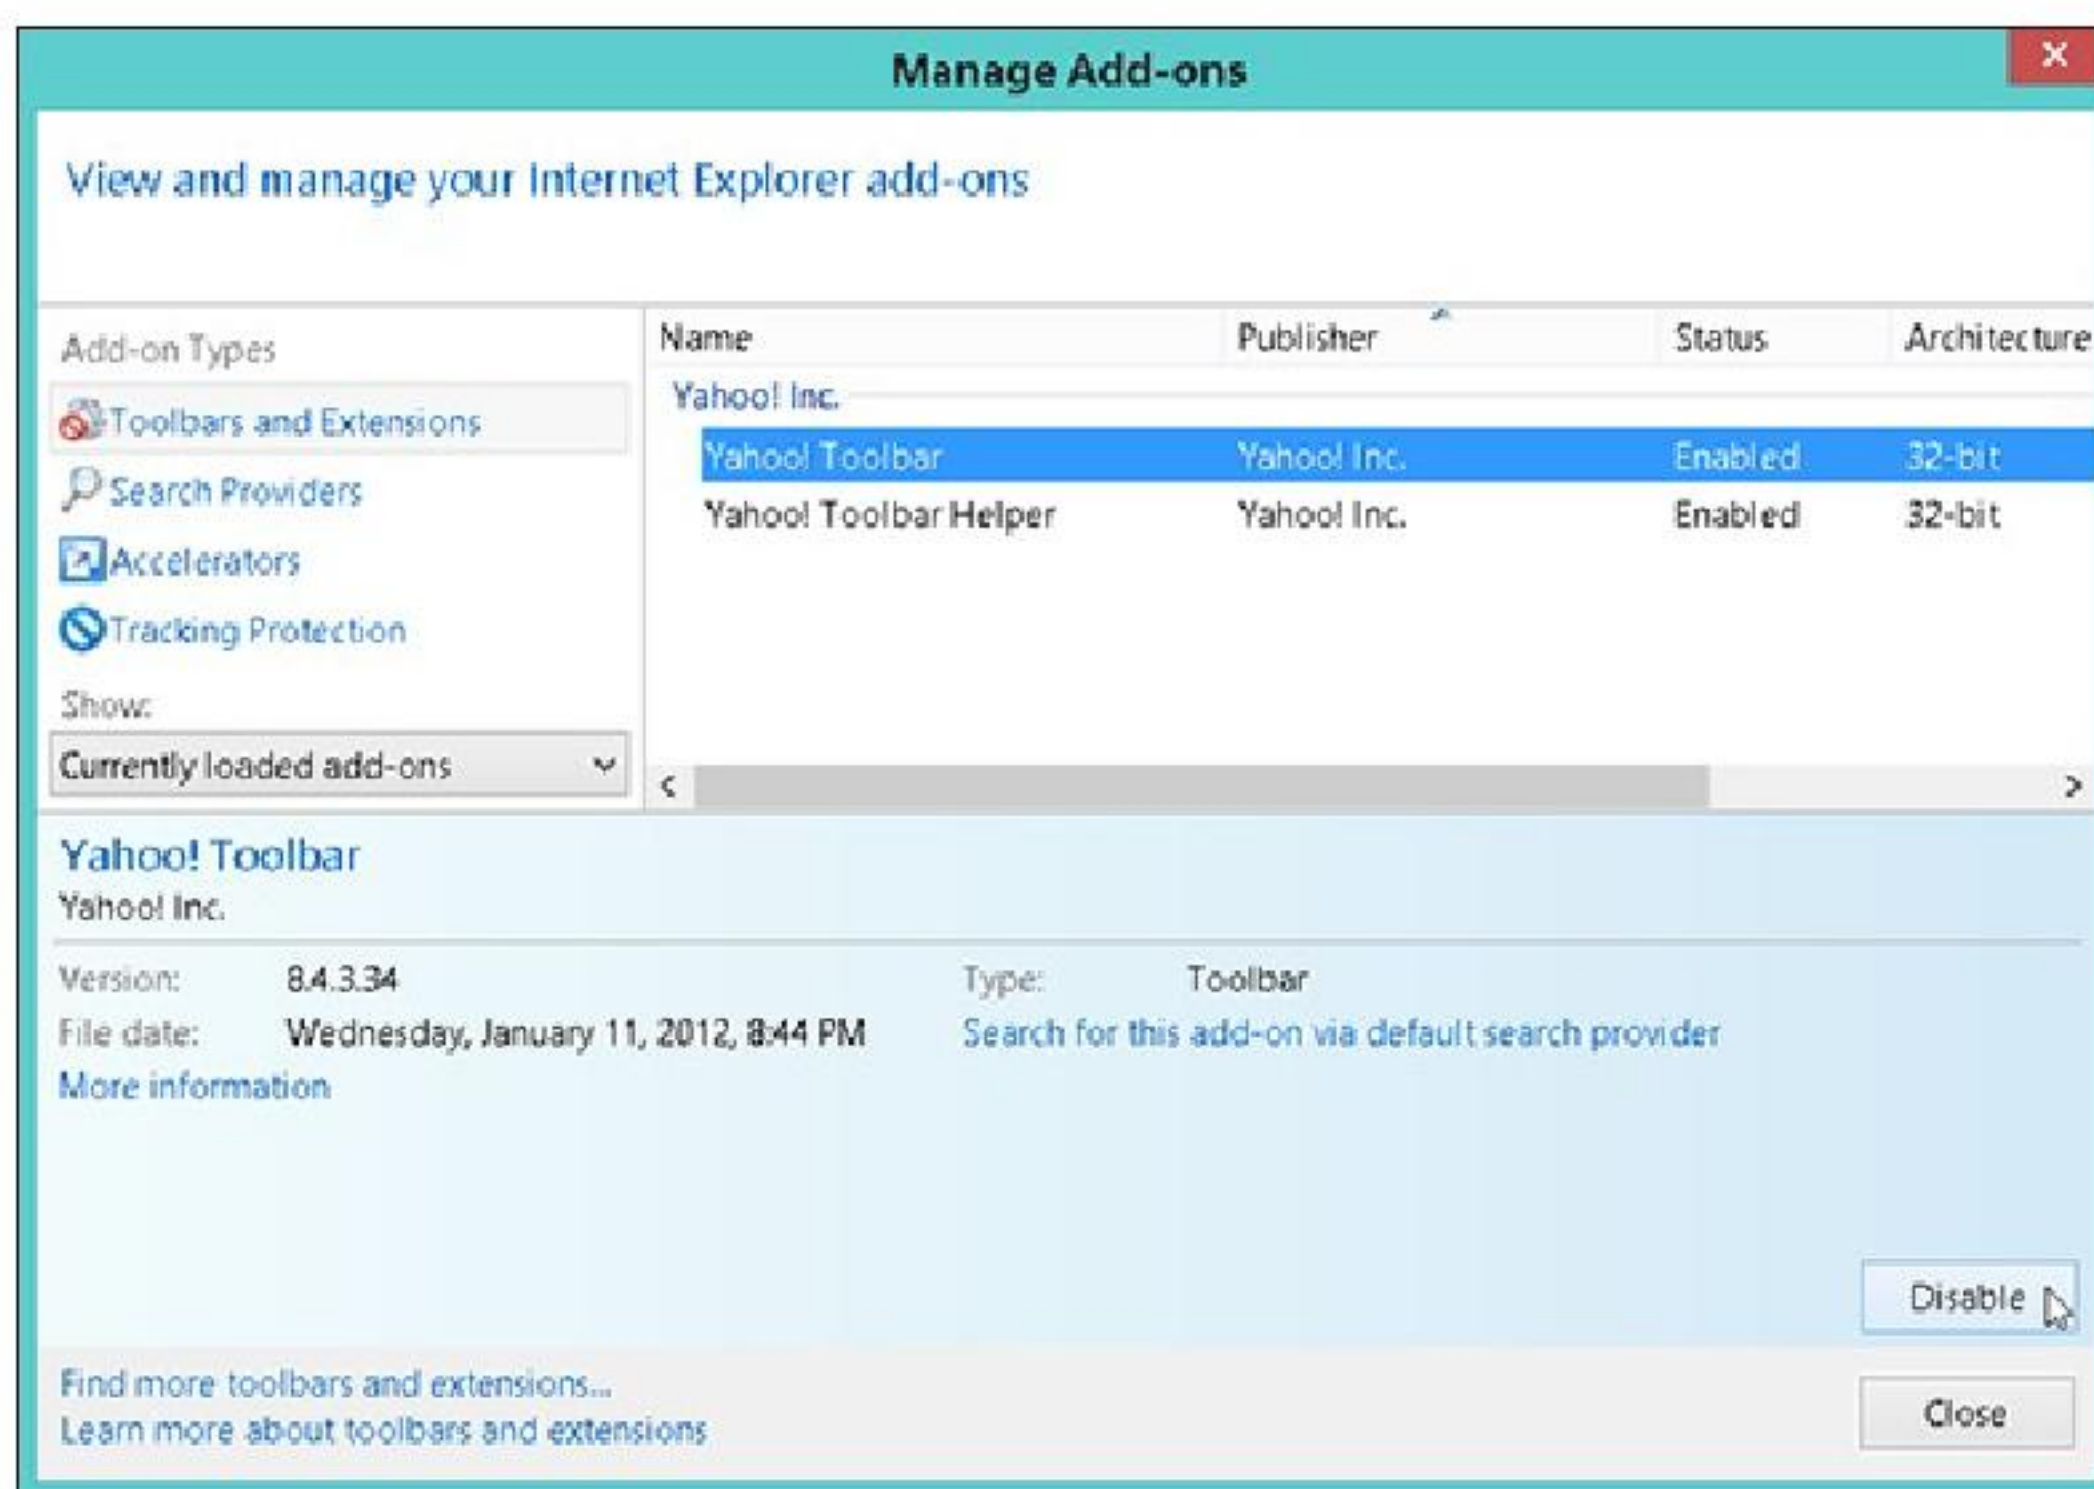 Manage Add-ons
View and manage your Internet Explorer add-ons
Add-on Types
Toolbars and Extensions
Search Providers
Accelerators
Tracking Protection
Show:
Currently loaded add-ons
Name Publisher Status Architecture
Yahoo! Inc.
Yahoo! Toolbar Yahoo! Inc. Enabled 32-bit
Yahoo! Toolbar Helper Yahoo! Inc. Enabled 32-bit
Yahoo! Toolbar
Yahoo! Inc.
Version: 8.4.3.34 Type: Toolbar
File date: Wednesday, January 11, 2012, 8:44 PM Search for this add-on via default search provider
More information
Disable
Find more toolbars and extensions...
Learn more about toolbars and extensions
Close